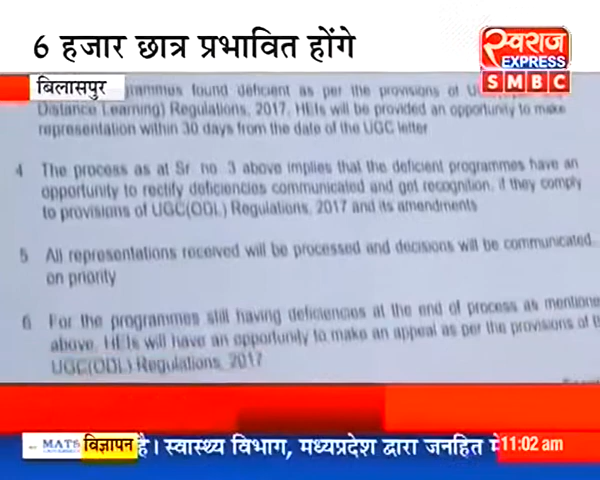 6 हजार छात्र प्रभावित होंगे
स्वराज
EXPRESS
SMBC
बिलासपुर
found deficient as per the provisions of
Distance Learning) Regulations, 2017, HEIs will be provided an opportunity to make
representation within 30 days from the date of the UGC letter
4 The process as at Sr. no. 3 above implies that the deficient programmes have an
opportunity to rectify deficiencies communicated and get recognition, if they comply
to provisions of UGC(ODL) Regulations, 2017 and its amendments
5 All representations received will be processed and decisions will be communicated
on priority
6 For the programmes still having deficiencies at the end of process as mentione
above, HEIs will have an opportunity to make an appeal as per the provisions of
UGC(ODL) Regulations, 2017
MATS विज्ञापन है। स्वास्थ्य विभाग, मध्यप्रदेश द्वारा जनहित में 11:02 am